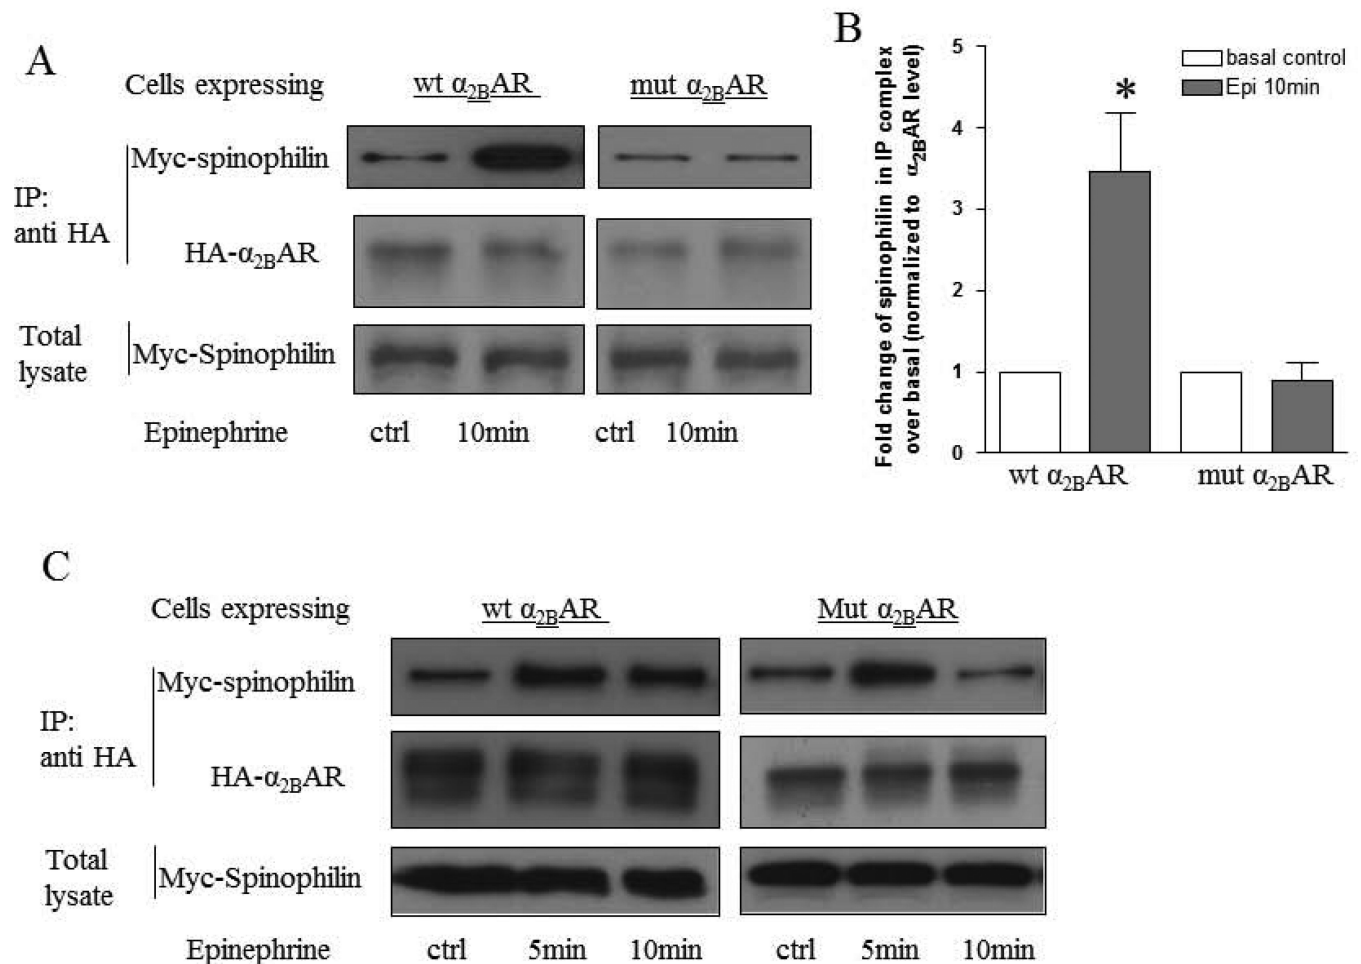 A
Cells expressing wt α2BAR mut α2BAR
Myc-spinophilin
IP:
anti HA
HA-α2BAR
Total
lysate
Myc-Spinophilin
Epinephrine ctrl 10min ctrl 10min
B
Fold change of spinophilin in IP complex
over basal (normalized to α2BAR level)
5
4
3
2
1
0
basal control
Epi 10min
*
wt α2BAR mut α2BAR
C
Cells expressing wt α2BAR Mut α2BAR
Myc-spinophilin
IP:
anti HA
HA-α2BAR
Total
lysate
Myc-Spinophilin
Epinephrine ctrl 5min 10min ctrl 5min 10min